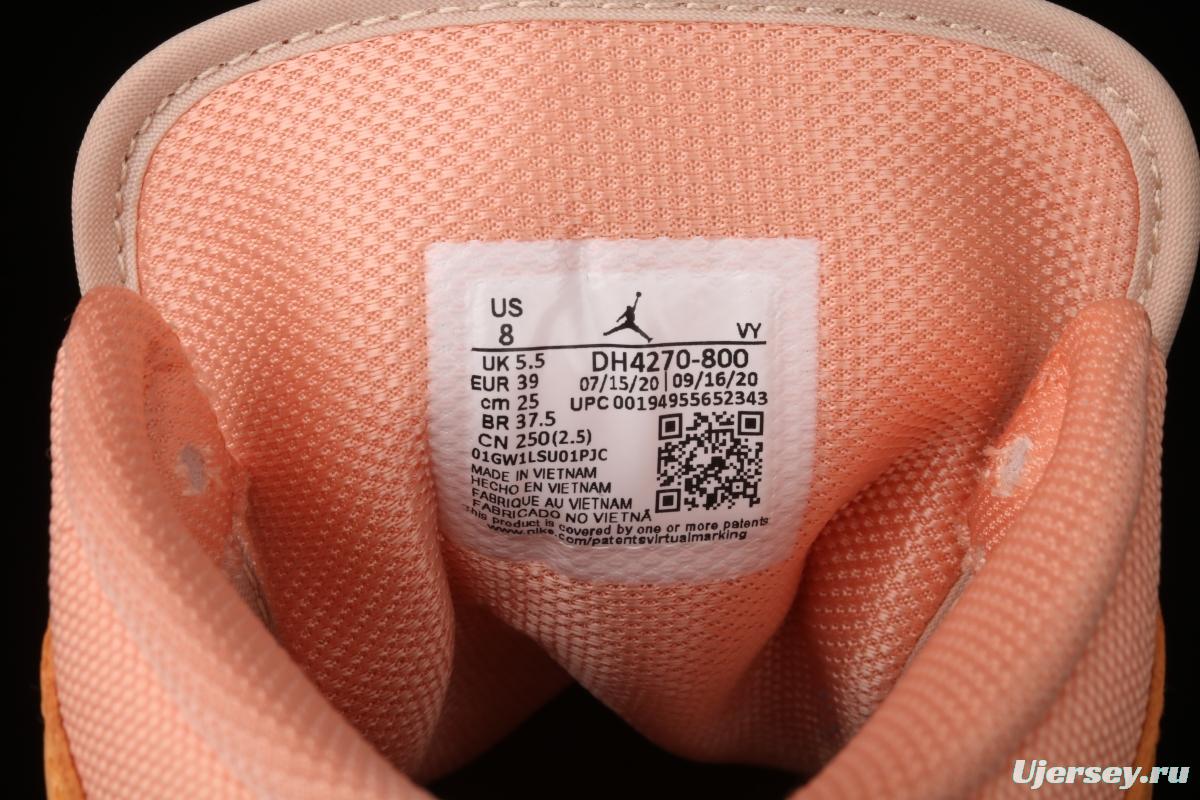 US
8
VY
UK 5.5
EUR 39
cm 25
BR 37.5
CN 250(2.5)
DH4270-800
07/15/20 | 09/16/20
UPC 00194955652343
01GW1LSU01PJC
MADE IN VIETNAM
HECHO EN VIETNAM
FABRIQUE AU VIETNAM
FABRICADO NO VIETNÃ
This product is covered by one or more patents
www.nike.com/patentsvirtualmarking
Ujersey.ru